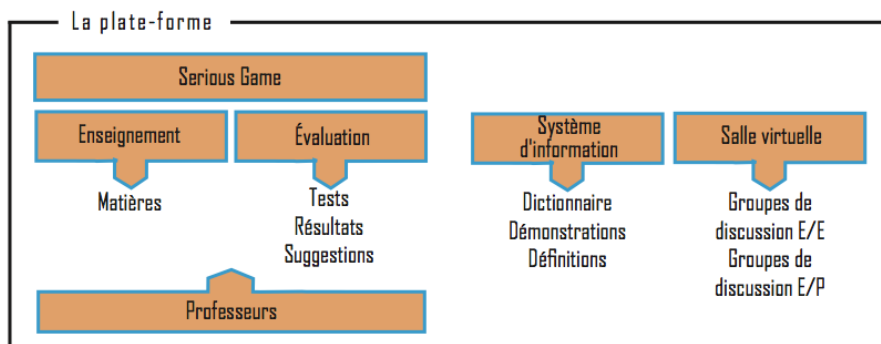 La plate-forme
Serious Game
Enseignement
Évaluation
Matières
Tests
Résultats
Suggestions
Professeurs
Système
d'information
Dictionnaire
Démonstrations
Définitions
Salle virtuelle
Groupes de
discussion E/E
Groupes de
discussion E/P